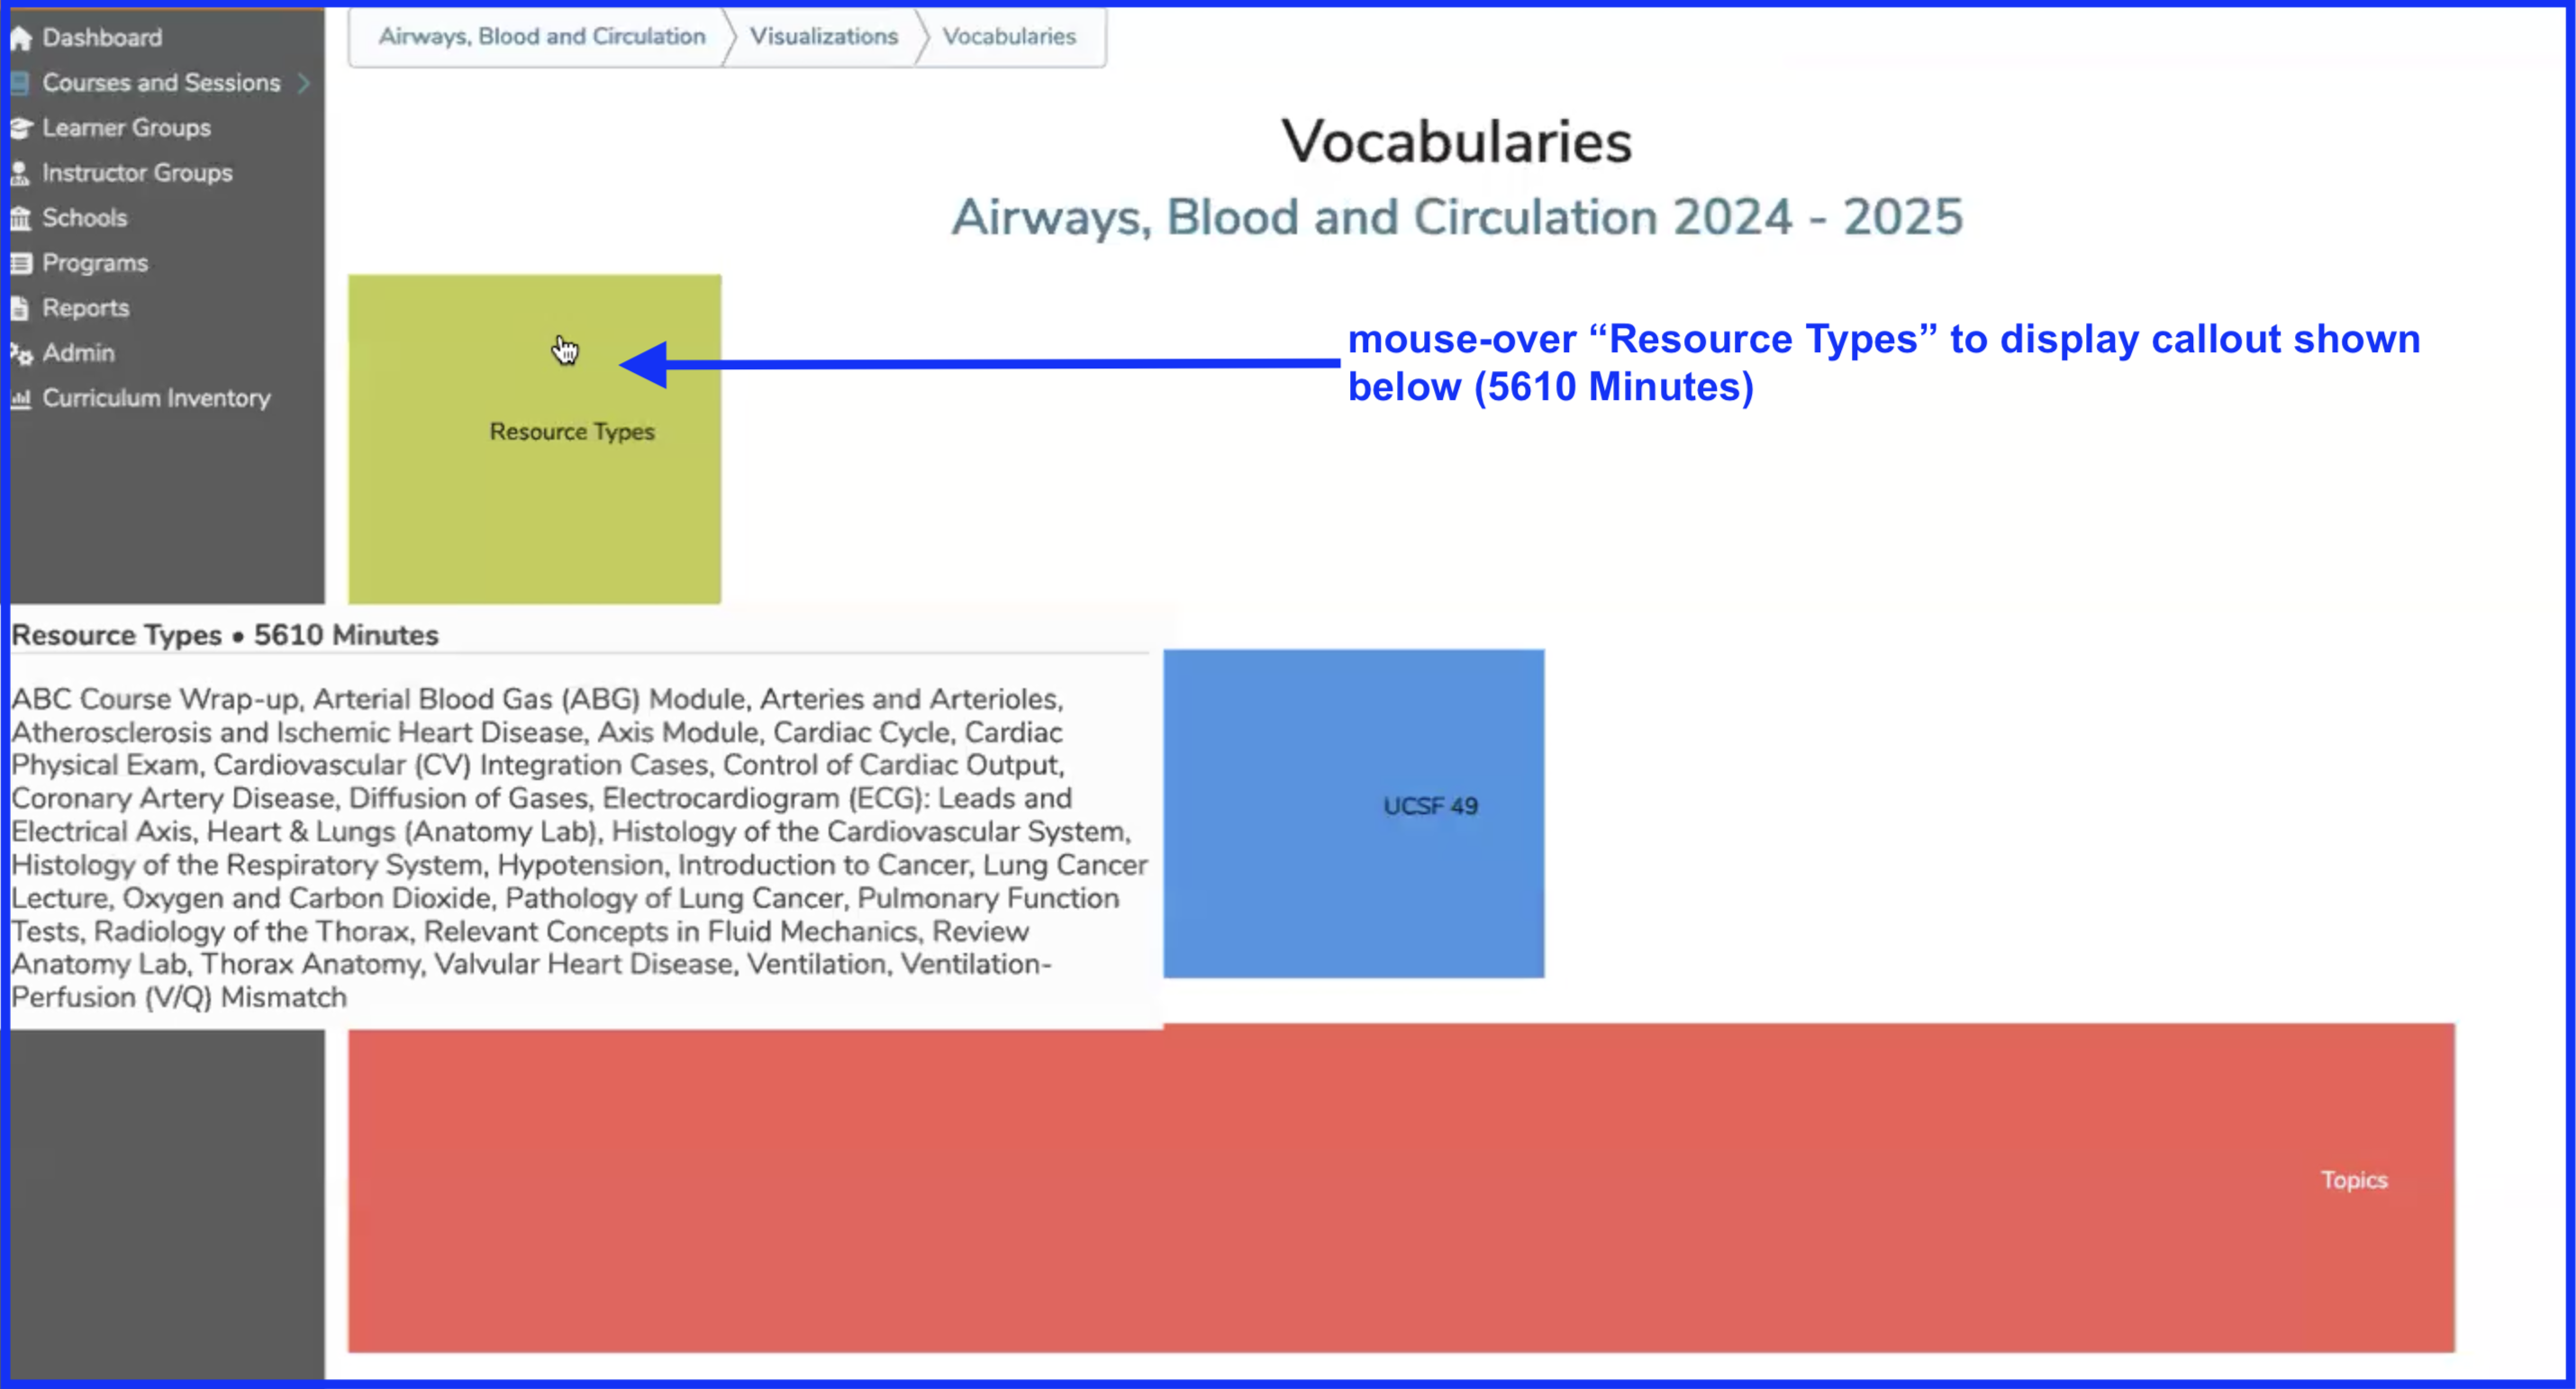 Dashboard
Courses and Sessions
Learner Groups
Instructor Groups
Schools
Programs
Reports
Admin
Curriculum Inventory
Airways, Blood and Circulation
Visualizations
Vocabularies
Vocabularies
Airways, Blood and Circulation 2024 - 2025
mouse-over “Resource Types” to display callout shown
below (5610 Minutes)
Resource Types
Resource Types • 5610 Minutes
ABC Course Wrap-up, Arterial Blood Gas (ABG) Module, Arteries and Arterioles,
Atherosclerosis and Ischemic Heart Disease, Axis Module, Cardiac Cycle, Cardiac
Physical Exam, Cardiovascular (CV) Integration Cases, Control of Cardiac Output,
Coronary Artery Disease, Diffusion of Gases, Electrocardiogram (ECG): Leads and
Electrical Axis, Heart & Lungs (Anatomy Lab), Histology of the Cardiovascular System,
Histology of the Respiratory System, Hypotension, Introduction to Cancer, Lung Cancer
Lecture, Oxygen and Carbon Dioxide, Pathology of Lung Cancer, Pulmonary Function
Tests, Radiology of the Thorax, Relevant Concepts in Fluid Mechanics, Review
Anatomy Lab, Thorax Anatomy, Valvular Heart Disease, Ventilation, Ventilation-
Perfusion (V/Q) Mismatch
UCSF 49
Topics